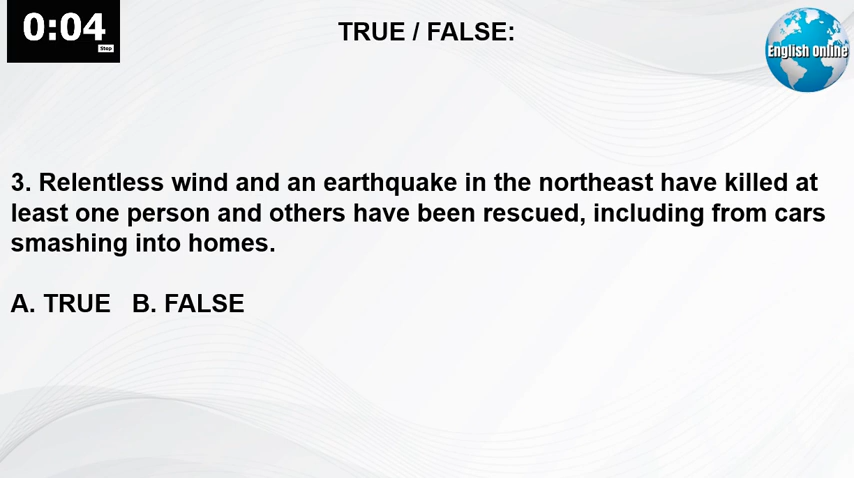 0:04
Stop
TRUE / FALSE:
English Online
3. Relentless wind and an earthquake in the northeast have killed at
least one person and others have been rescued, including from cars
smashing into homes.
A. TRUE   B. FALSE